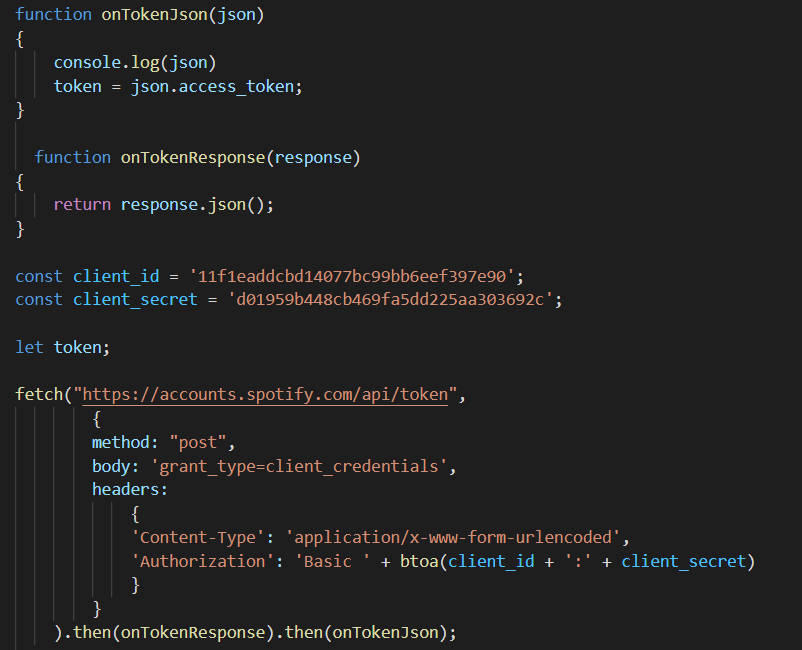 function onTokenJson(json)
{
console.log(json)
token = json.access_token;
}
function onTokenResponse(response)
{
return response.json();
}
const client_id = '11f1eaddcbd14077bc99bb6eef397e90';
const client_secret = 'd01959b448cb469fa5dd225aa303692c';
let token;
fetch("https://accounts.spotify.com/api/token",
{
method: "post",
body: 'grant_type=client_credentials',
headers:
{
'Content-Type': 'application/x-www-form-urlencoded',
'Authorization': 'Basic ' + btoa(client_id + ':' + client_secret)
}
}
).then(onTokenResponse).then(onTokenJson);